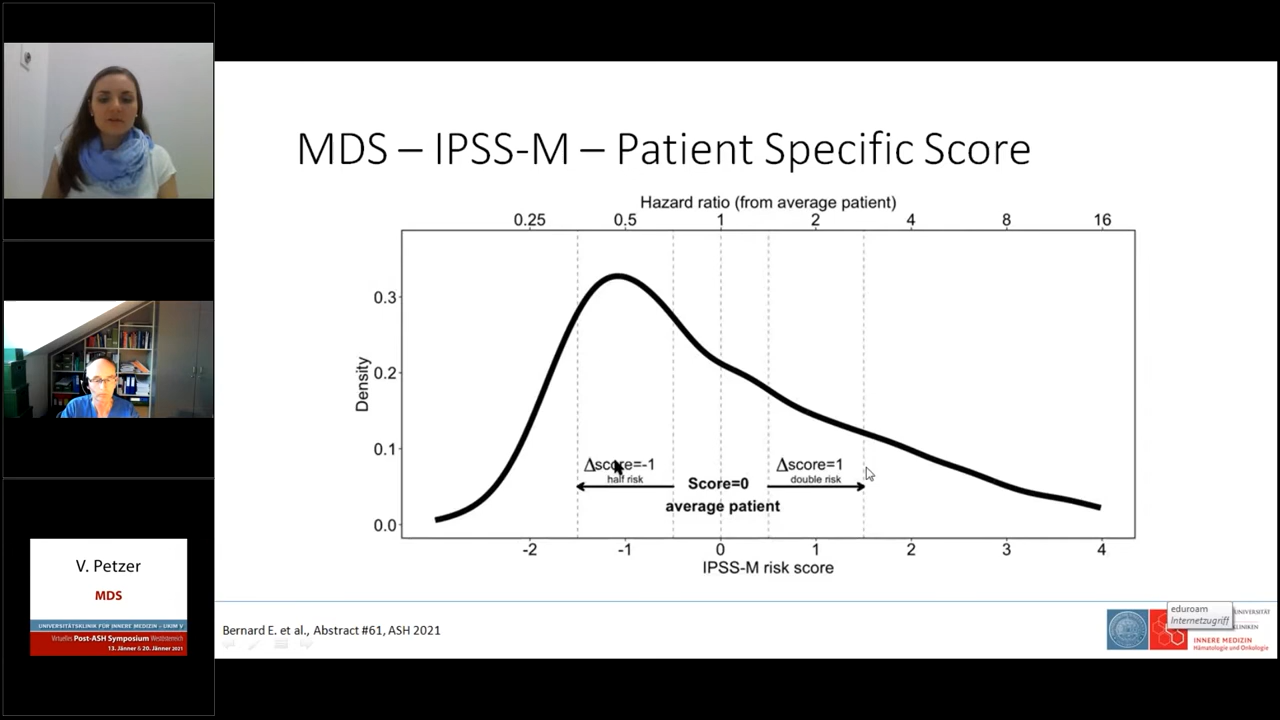 MDS – IPSS-M – Patient Specific Score
Hazard ratio (from average patient)
0.25 0.5 1 2 4 8 16
Density
0.3
0.2
0.1
0.0
Δscore=-1
half risk
Score=0
average patient
Δscore=1
double risk
-2 -1 0 1 2 3 4
IPSS-M risk score
Bernard E. et al., Abstract #61, ASH 2021
eduroam
Internetzugriff
UNIVERSITÄT
KLINIKEN
INNERE MEDIZIN
Hämatologie und Onkologie
V. Petzer
MDS
UNIVERSITÄTSKLINIK FÜR INNERE MEDIZIN – UKIM V
Virtuelles Post-ASH Symposium Westösterreich
13. Jänner & 20. Jänner 2021